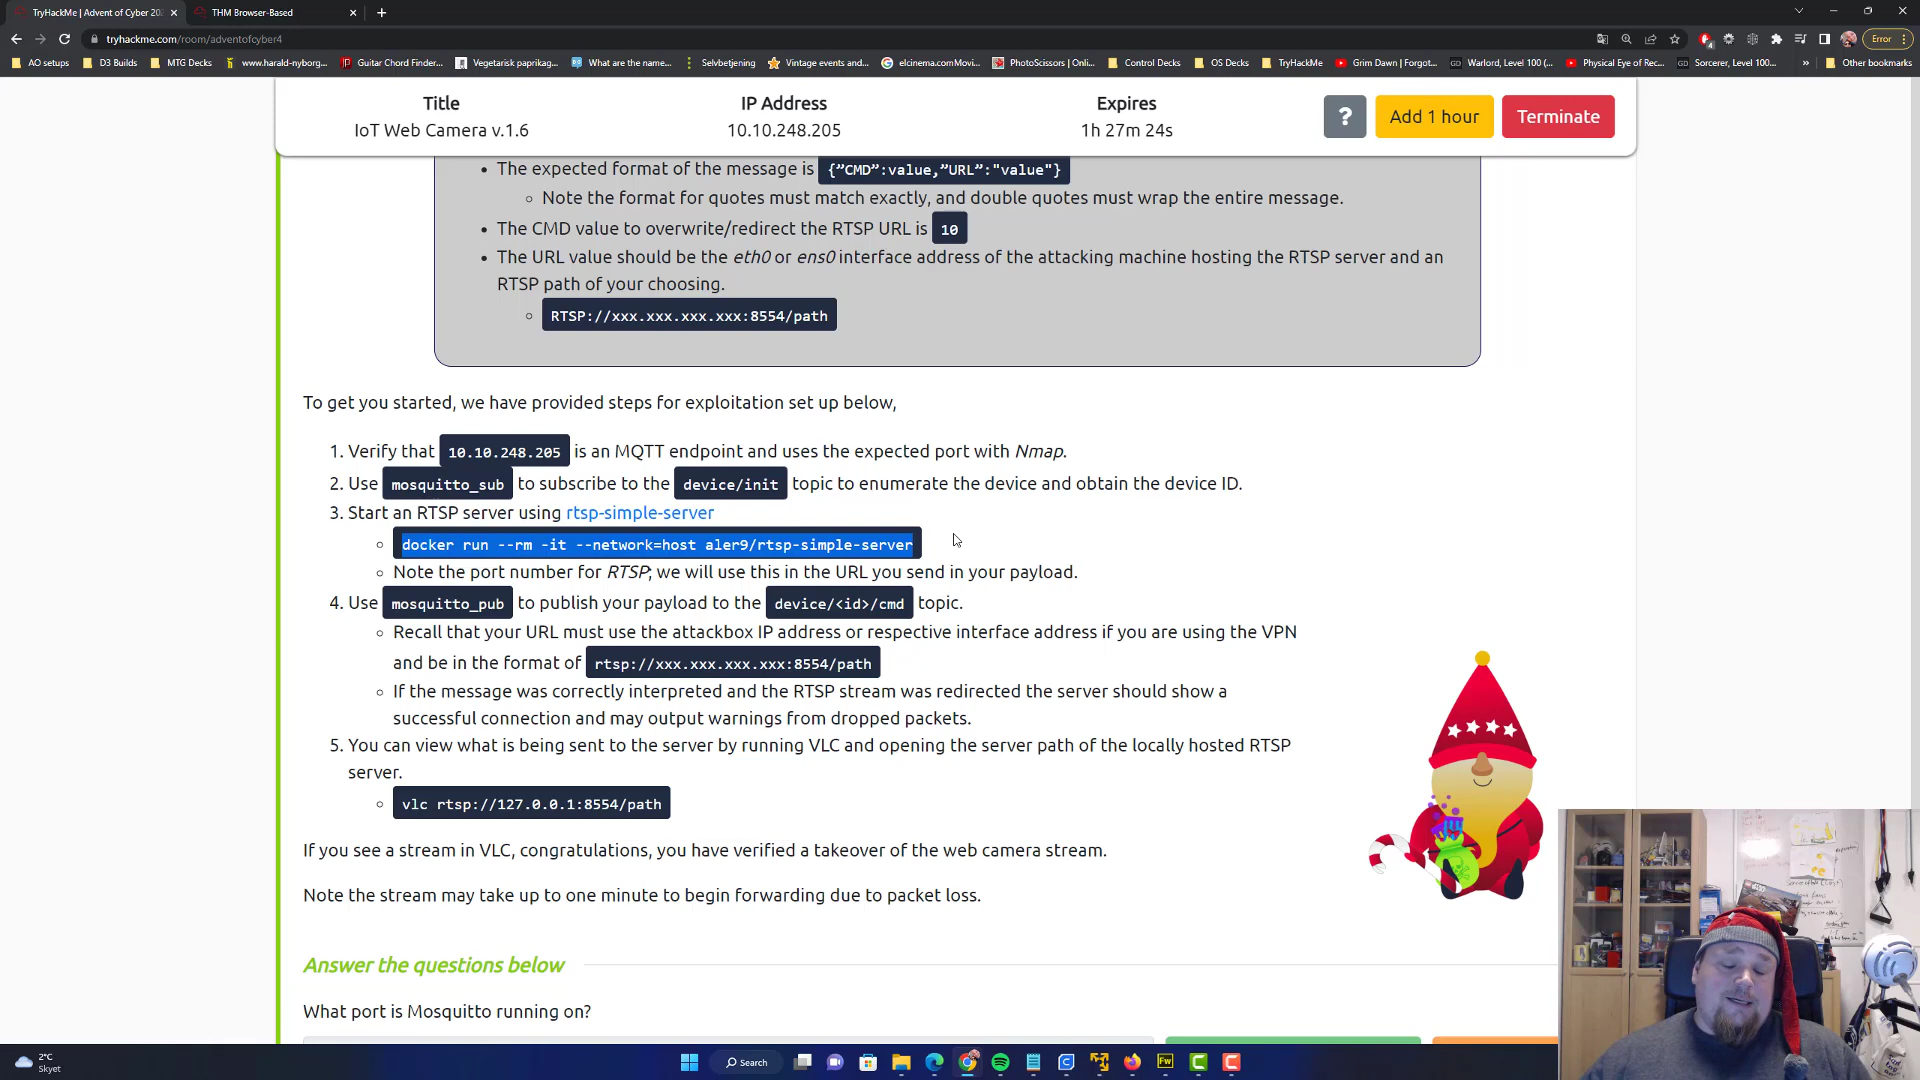 TryHackMe | Advent of Cyber 202
THM Browser-Based
tryhackme.com/room/adventofcyber4
Error
AO setups
D3 Builds
MTG Decks
www.harald-nyborg...
Guitar Chord Finder...
Vegetarisk paprikag...
What are the name...
Selvbetjening
Vintage events and...
elcinema.comMovi...
PhotoScissors | Onli...
Control Decks
OS Decks
TryHackMe
Grim Dawn | Forgot...
Warlord, Level 100 (...
Physical Eye of Rec...
Sorcerer, Level 100...
Other bookmarks
Title IP Address Expires
IoT Web Camera v.1.6 10.10.248.205 1h 27m 24s
? Add 1 hour Terminate
The expected format of the message is {”CMD”:value,”URL”:"value"}
Note the format for quotes must match exactly, and double quotes must wrap the entire message.
The CMD value to overwrite/redirect the RTSP URL is 10
The URL value should be the eth0 or ens0 interface address of the attacking machine hosting the RTSP server and an
RTSP path of your choosing.
RTSP://xxx.xxx.xxx.xxx:8554/path
To get you started, we have provided steps for exploitation set up below,
1. Verify that 10.10.248.205 is an MQTT endpoint and uses the expected port with Nmap.
2. Use mosquitto_sub to subscribe to the device/init topic to enumerate the device and obtain the device ID.
3. Start an RTSP server using rtsp-simple-server
docker run --rm -it --network=host aler9/rtsp-simple-server
Note the port number for RTSP; we will use this in the URL you send in your payload.
4. Use mosquitto_pub to publish your payload to the device/<id>/cmd topic.
Recall that your URL must use the attackbox IP address or respective interface address if you are using the VPN
and be in the format of rtsp://xxx.xxx.xxx.xxx:8554/path
If the message was correctly interpreted and the RTSP stream was redirected the server should show a
successful connection and may output warnings from dropped packets.
5. You can view what is being sent to the server by running VLC and opening the server path of the locally hosted RTSP
server.
vlc rtsp://127.0.0.1:8554/path
If you see a stream in VLC, congratulations, you have verified a takeover of the web camera stream.
Note the stream may take up to one minute to begin forwarding due to packet loss.
Answer the questions below
What port is Mosquitto running on?
2°C
Skyet
Search